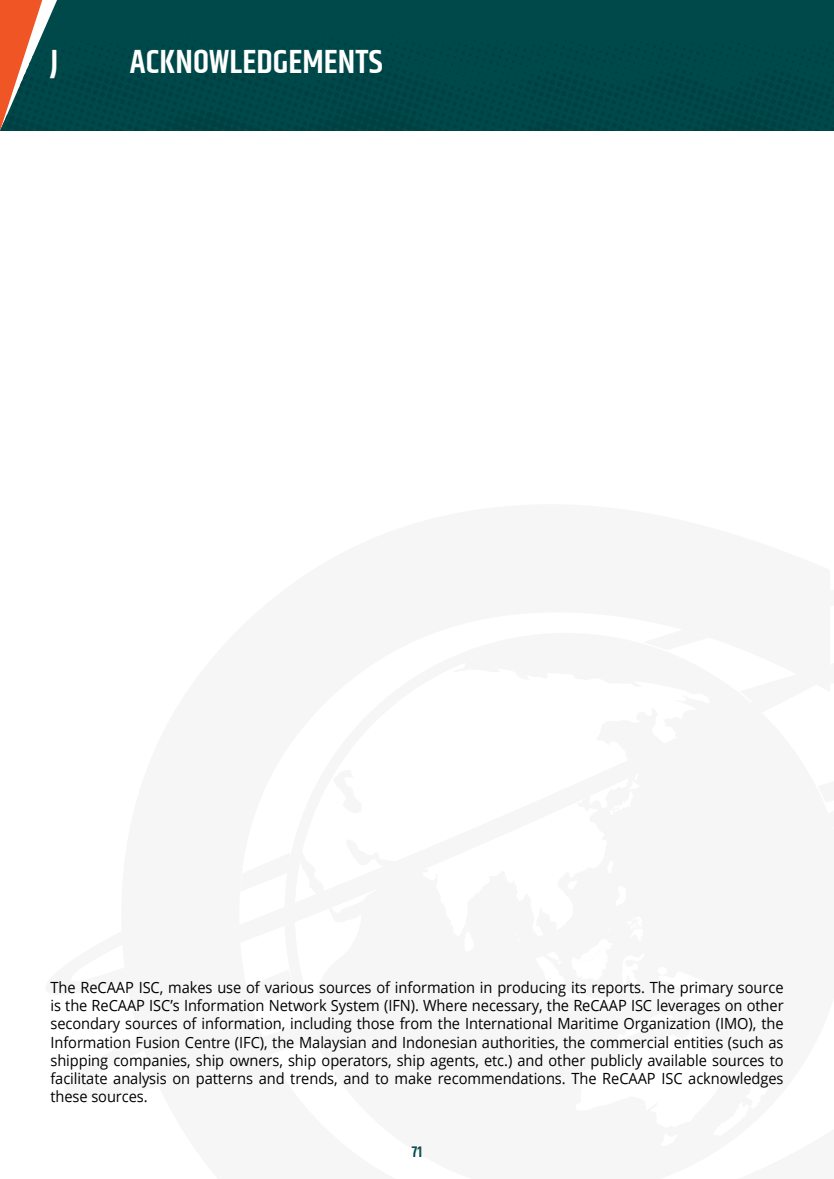 J ACKNOWLEDGEMENTS
The ReCAAP ISC, makes use of various sources of information in producing its reports. The primary source
is the ReCAAP ISC’s Information Network System (IFN). Where necessary, the ReCAAP ISC leverages on other
secondary sources of information, including those from the International Maritime Organization (IMO), the
Information Fusion Centre (IFC), the Malaysian and Indonesian authorities, the commercial entities (such as
shipping companies, ship owners, ship operators, ship agents, etc.) and other publicly available sources to
facilitate analysis on patterns and trends, and to make recommendations. The ReCAAP ISC acknowledges
these sources.
71